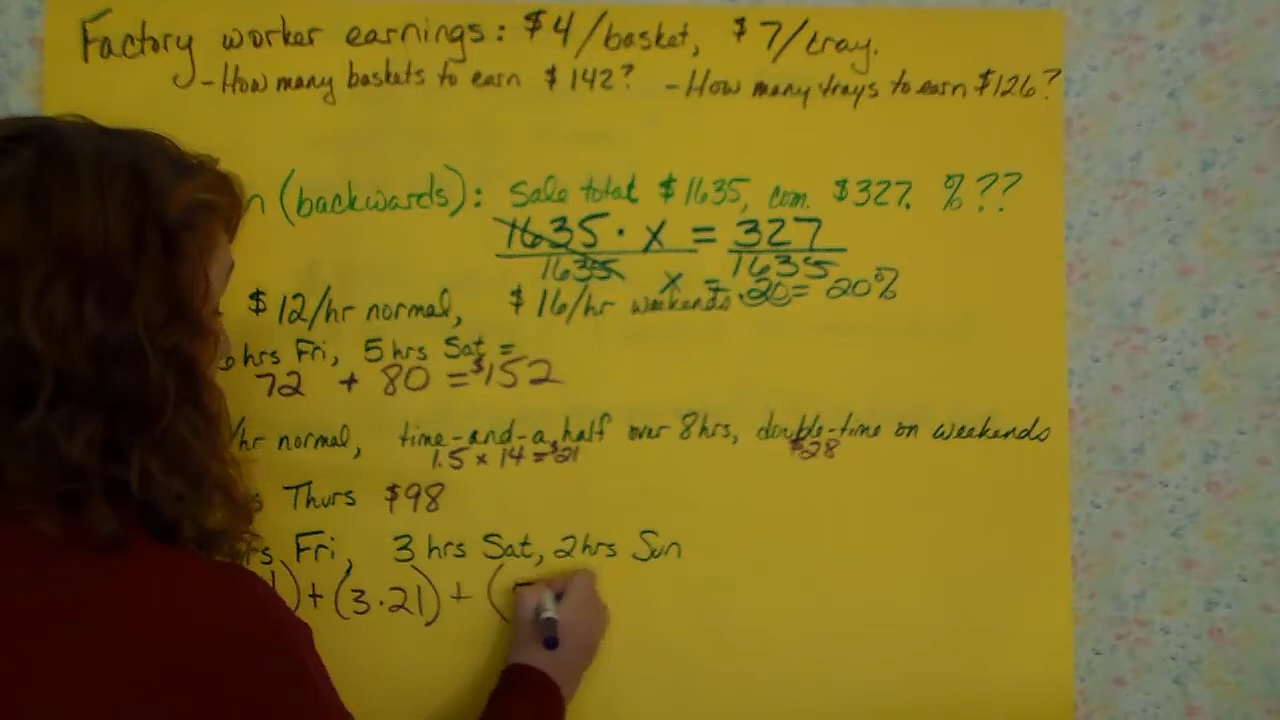 Factory worker earnings: $4/basket, $7/tray.
- How many baskets to earn $142? - How many trays to earn $126?
n (backwards): Sale total $1635, com. $327. %??
1635 · x = 327
1635 1635
x = .20 = 20%
$12/hr normal, $16/hr weekends
hrs Fri, 5 hrs Sat =
72 + 80 = $152
/hr normal, time-and-a-half over 8hrs, double-time on weekends
1.5 x 14 = $21 $28
s Thurs $98
rs Fri, 3 hrs Sat, 2hrs Sun
) + (3·21) + (